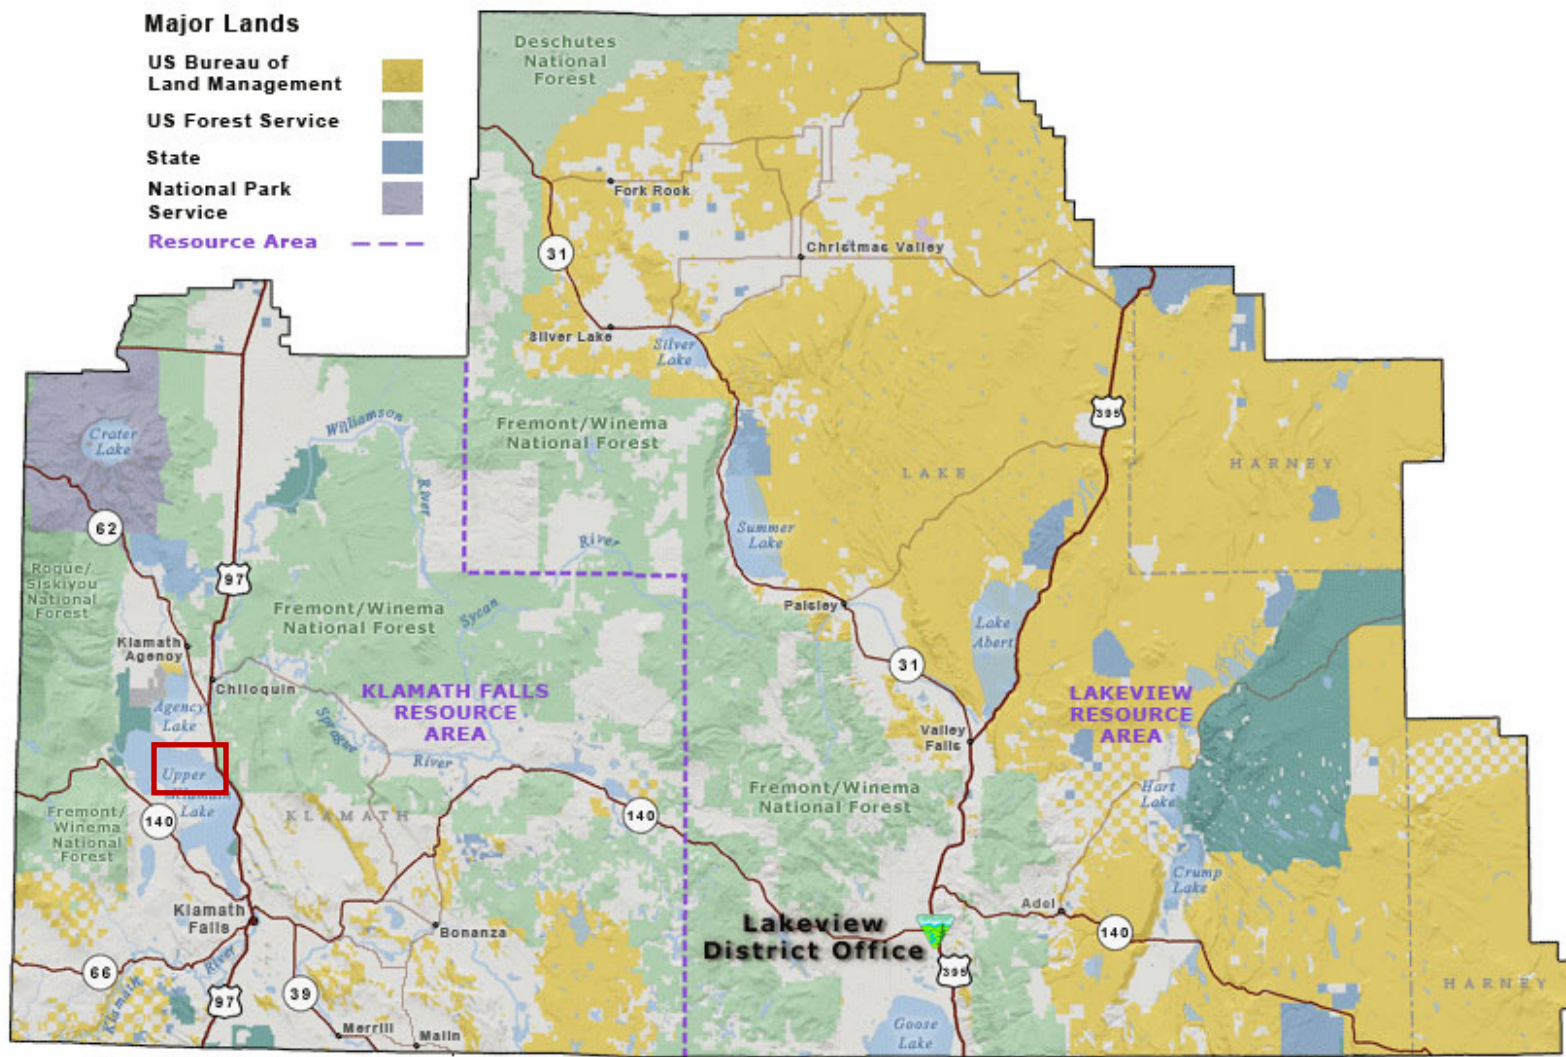 Major Lands
US Bureau of
Land Management
US Forest Service
State
National Park
Service
Resource Area
Deschutes
National
Forest
Fork Rook
31
Christmas Valley
Silver Lake
Silver
Lake
Williamson
River
Fremont/Winema
National Forest
Crater
Lake
395
LAKE
HARNEY
62
Summer
Lake
River
97
Rogue/
Siskiyou
National
Forest
Fremont/Winema
National Forest
Sycan
Paisley
Lake
Abert
Klamath
Agency
31
Chiloquin
KLAMATH FALLS
RESOURCE
AREA
LAKEVIEW
RESOURCE
AREA
Agency
Lake
Sprague
River
Valley
Falls
Upper
Klamath
Lake
Fremont/Winema
National Forest
Hart
Lake
Fremont/
Winema
National
Forest
140
KLAMATH
140
Crump
Lake
Klamath
Falls
Bonanza
Lakeview
District Office
Adel
140
66
Klamath
River
97
39
395
HARNEY
Merrill
Malin
Goose
Lake